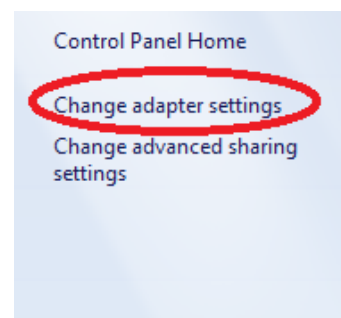 Control Panel Home
Change adapter settings
Change advanced sharing
settings